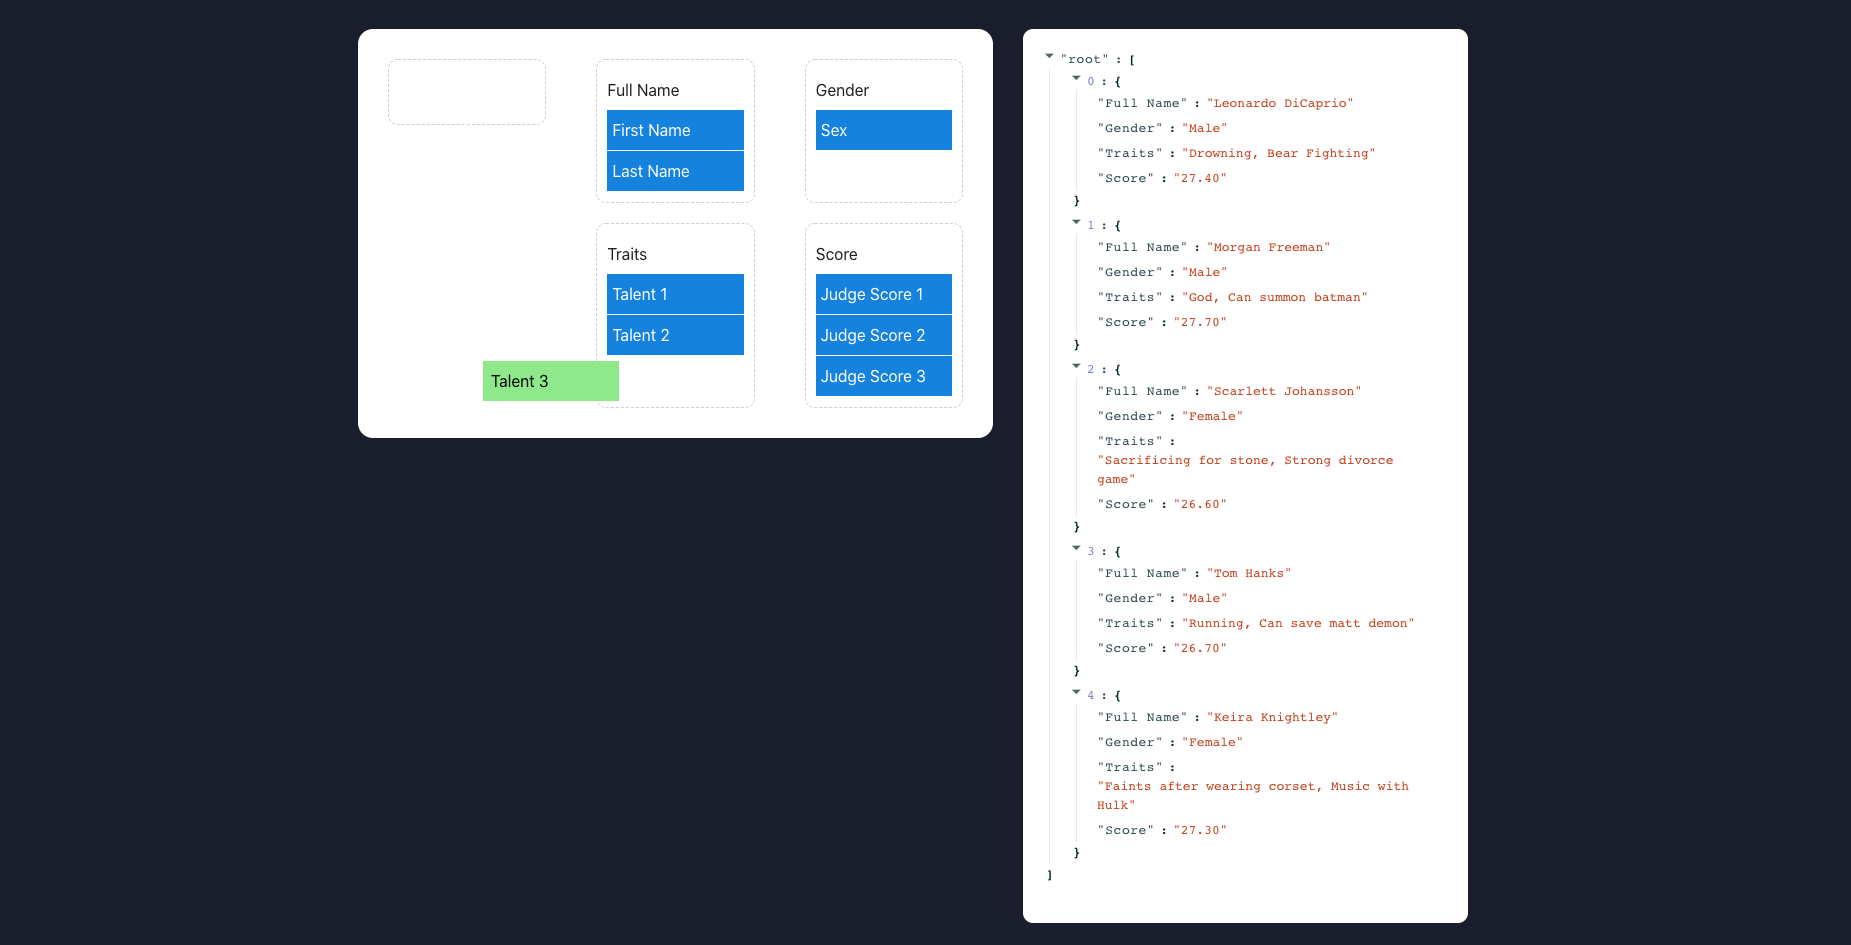 Full Name
First Name
Last Name
Gender
Sex
Traits
Talent 1
Talent 2
Talent 3
Score
Judge Score 1
Judge Score 2
Judge Score 3
"root" : [
0 : {
"Full Name" : "Leonardo DiCaprio"
"Gender" : "Male"
"Traits" : "Drowning, Bear Fighting"
"Score" : "27.40"
}
1 : {
"Full Name" : "Morgan Freeman"
"Gender" : "Male"
"Traits" : "God, Can summon batman"
"Score" : "27.70"
}
2 : {
"Full Name" : "Scarlett Johansson"
"Gender" : "Female"
"Traits" :
"Sacrificing for stone, Strong divorce
game"
"Score" : "26.60"
}
3 : {
"Full Name" : "Tom Hanks"
"Gender" : "Male"
"Traits" : "Running, Can save matt demon"
"Score" : "26.70"
}
4 : {
"Full Name" : "Keira Knightley"
"Gender" : "Female"
"Traits" :
"Faints after wearing corset, Music with
Hulk"
"Score" : "27.30"
}
]